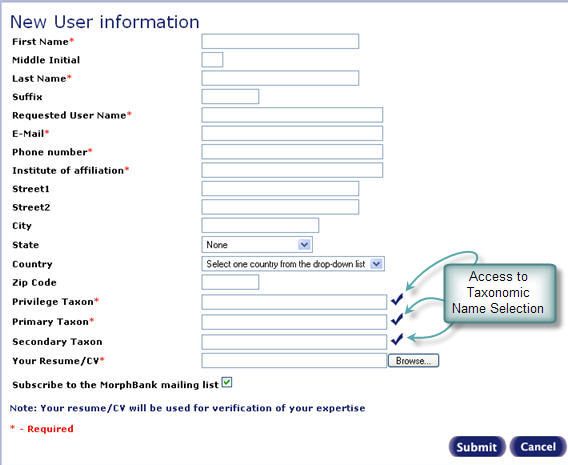 New User information
First Name*
Middle Initial
Last Name*
Suffix
Requested User Name*
E-Mail*
Phone number*
Institute of affiliation*
Street1
Street2
City
State None
Country Select one country from the drop-down list
Zip Code
Privilege Taxon*
Primary Taxon*
Secondary Taxon
Access to
Taxonomic
Name Selection
Your Resume/CV* Browse...
Subscribe to the MorphBank mailing list
Note: Your resume/CV will be used for verification of your expertise
* - Required
Submit Cancel